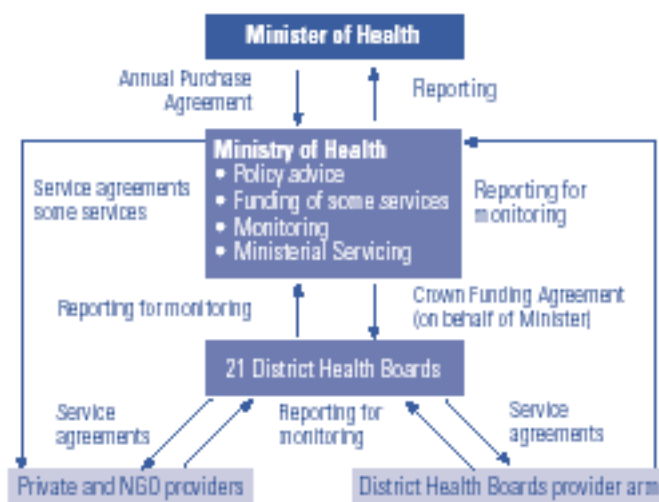 Minister of Health
Annual Purchase
Agreement
Reporting
Ministry of Health
• Policy advice
• Funding of some services
• Monitoring
• Ministerial Servicing
Service agreements
some services
Reporting for
monitoring
Reporting for monitoring
Crown Funding Agreement
(on behalf of Minister)
21 District Health Boards
Service
agreements
Reporting for
monitoring
Service
agreements
Private and NGO providers
District Health Boards provider arm